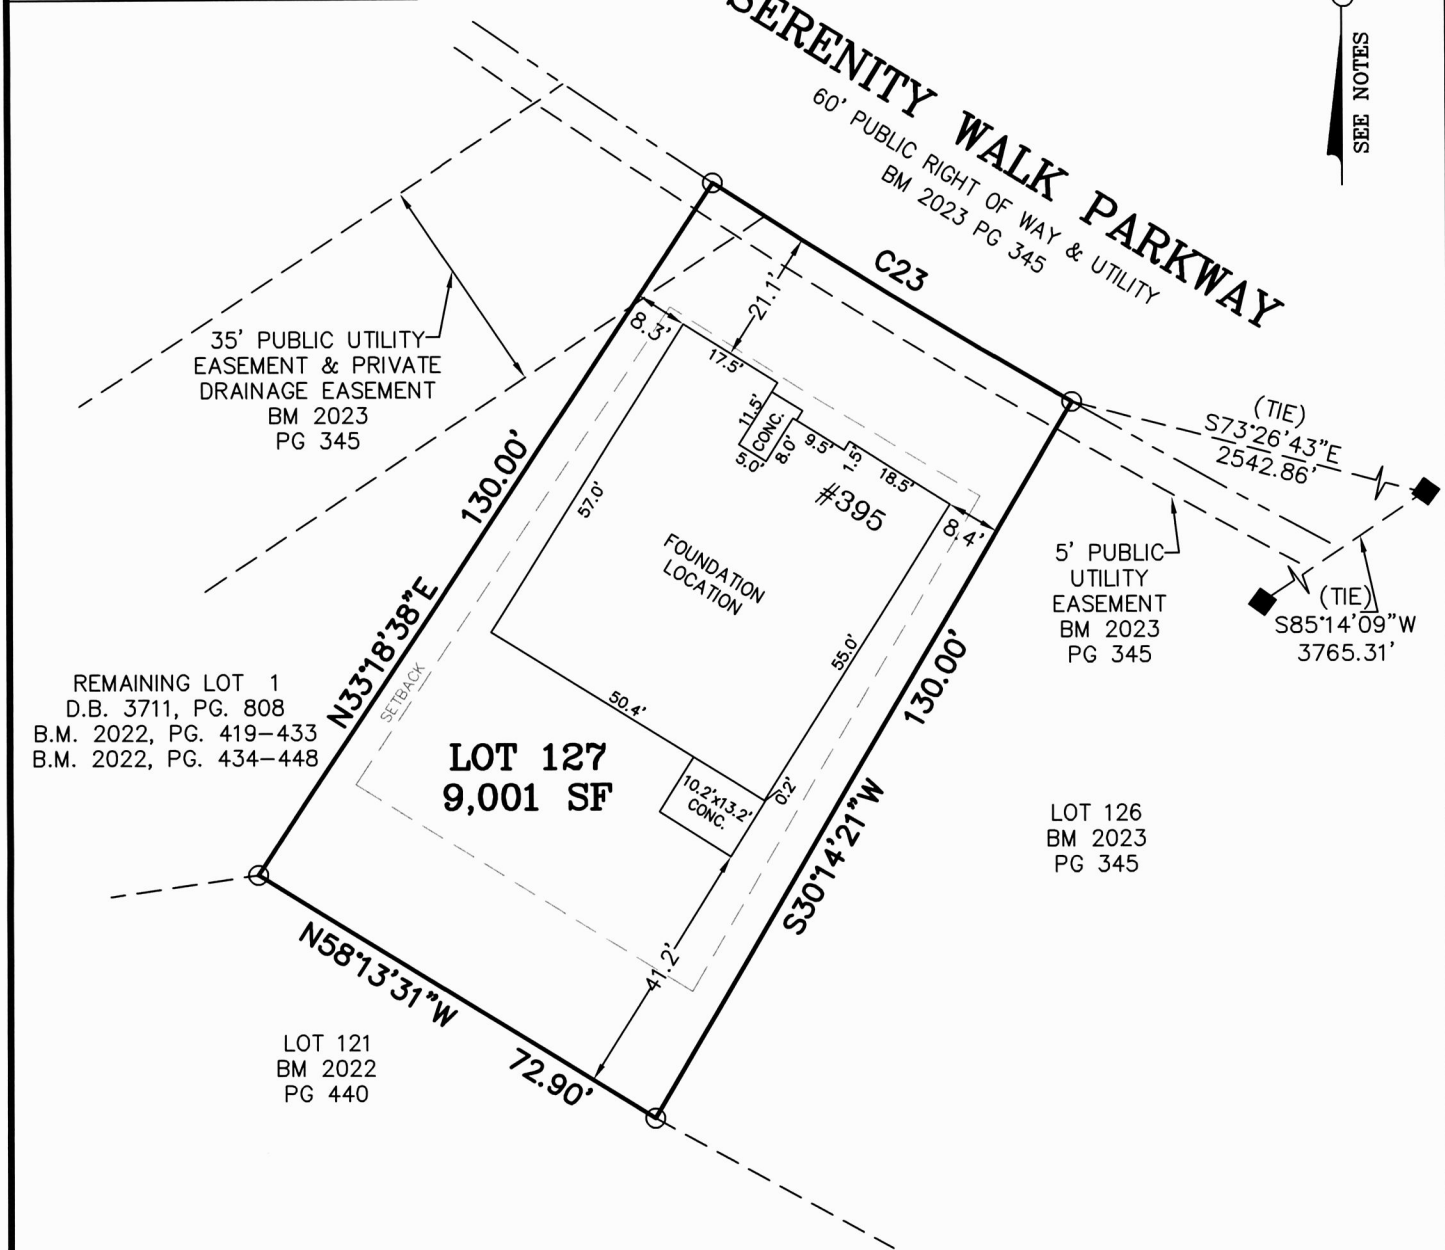 SERENITY WALK PARKWAY
60' PUBLIC RIGHT OF WAY & UTILITY
BM 2023 PG 345
SEE NOTES
C23
21.1'
8.3'
17.5'
11.5'
CONC.
5.0'
8.0'
9.5'
1.5'
18.5'
#395
8.4'
35' PUBLIC UTILITY
EASEMENT & PRIVATE
DRAINAGE EASEMENT
BM 2023
PG 345
(TIE)
S73°26'43"E
2542.86'
130.00'
N33°18'38"E
57.0'
FOUNDATION
LOCATION
5' PUBLIC
UTILITY
EASEMENT
BM 2023
PG 345
(TIE)
S85°14'09"W
3765.31'
55.0'
130.00'
S30°14'21"W
REMAINING LOT 1
D.B. 3711, PG. 808
B.M. 2022, PG. 419-433
B.M. 2022, PG. 434-448
SETBACK
50.4'
LOT 127
9,001 SF
10.2'x13.2'
CONC.
0.2'
LOT 126
BM 2023
PG 345
41.2'
N58°13'31"W
72.90'
LOT 121
BM 2022
PG 440